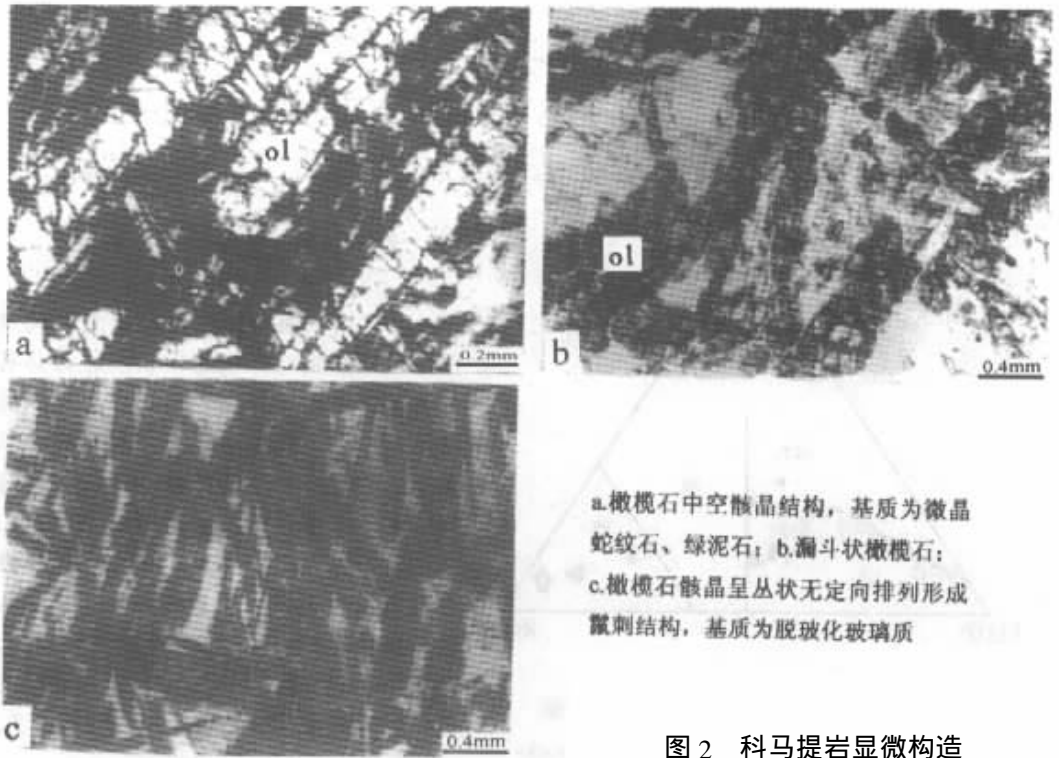 ol
a
0.2mm
ol
b
0.4mm
c
0.4mm
a.橄榄石中空骸晶结构，基质为微晶
蛇纹石、绿泥石；b.漏斗状橄榄石；
c.橄榄石骸晶呈丛状无定向排列形成
鬣刺结构，基质为脱玻化玻璃质
图 2 科马提岩显微构造